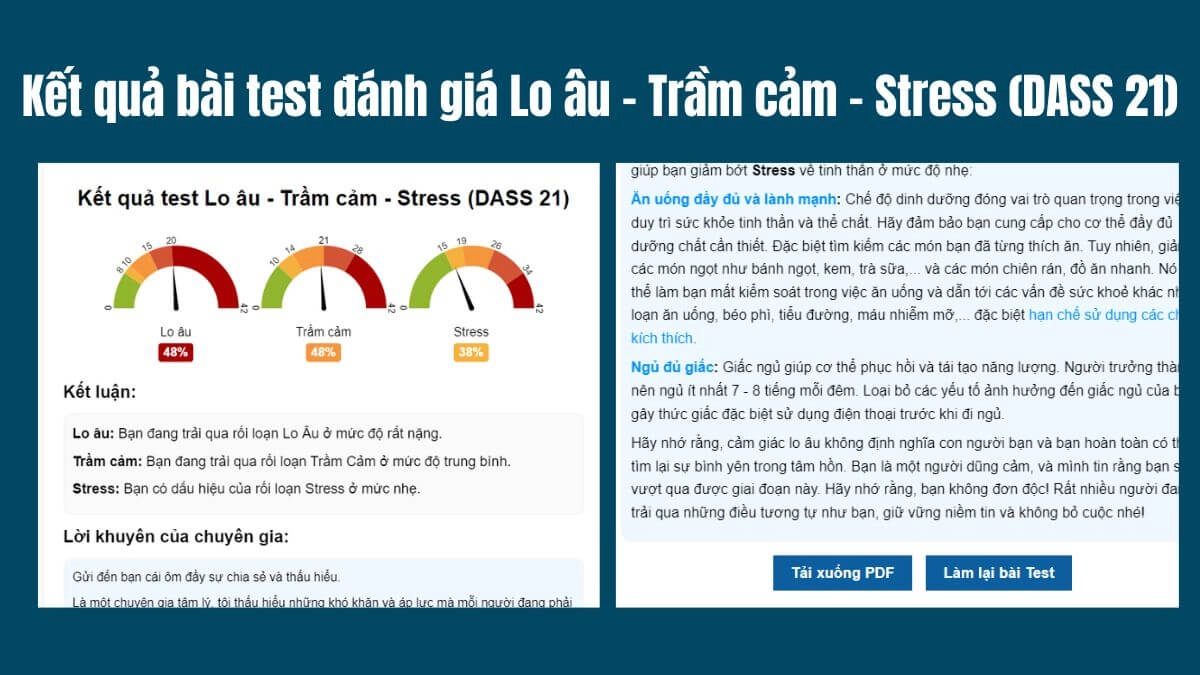 Kết quả bài test đánh giá Lo âu - Trầm cảm - Stress (DASS 21)
Kết quả test Lo âu - Trầm cảm - Stress (DASS 21)
0 8 10 15 20 42
0 10 14 21 28 42
0 15 19 26 34 42
Lo âu Trầm cảm Stress
48% 48% 38%
Kết luận:
Lo âu: Bạn đang trải qua rối loạn Lo Âu ở mức độ rất nặng.
Trầm cảm: Bạn đang trải qua rối loạn Trầm Cảm ở mức độ trung bình.
Stress: Bạn có dấu hiệu của rối loạn Stress ở mức nhẹ.
Lời khuyên của chuyên gia:
Gửi đến bạn cái ôm đầy sự chia sẻ và thấu hiểu.
Là một chuyên gia tâm lý, tôi thấu hiểu những khó khăn và áp lực mà mỗi người đang phải
giúp bạn giảm bớt Stress về tinh thần ở mức độ nhẹ:
Ăn uống đầy đủ và lành mạnh: Chế độ dinh dưỡng đóng vai trò quan trọng trong
duy trì sức khỏe tinh thần và thể chất. Hãy đảm bảo bạn cung cấp cho cơ thể đầy đủ
dưỡng chất cần thiết. Đặc biệt tìm kiếm các món bạn đã từng thích ăn. Tuy nhiên,
các món ngọt như bánh ngọt, kem, trà sữa,... và các món chiên rán, đồ ăn nhanh. Nó
thể làm bạn mất kiểm soát trong việc ăn uống và dẫn tới các vấn đề sức khoẻ khác
loạn ăn uống, béo phì, tiểu đường, máu nhiễm mỡ,... đặc biệt hạn chế sử dụng các
kích thích.
Ngủ đủ giấc: Giấc ngủ giúp cơ thể phục hồi và tái tạo năng lượng. Người trưởng
nên ngủ ít nhất 7 - 8 tiếng mỗi đêm. Loại bỏ các yếu tố ảnh hưởng đến giấc ngủ của
gây thức giấc đặc biệt sử dụng điện thoại trước khi đi ngủ.
Hãy nhớ rằng, cảm giác lo âu không định nghĩa con người bạn và bạn hoàn toàn có
tìm lại sự bình yên trong tâm hồn. Bạn là một người dũng cảm, và mình tin rằng bạn
vượt qua được giai đoạn này. Hãy nhớ rằng, bạn không đơn độc! Rất nhiều người
trải qua những điều tương tự như bạn, giữ vững niềm tin và không bỏ cuộc nhé!
Tải xuống PDF Làm lại bài Test